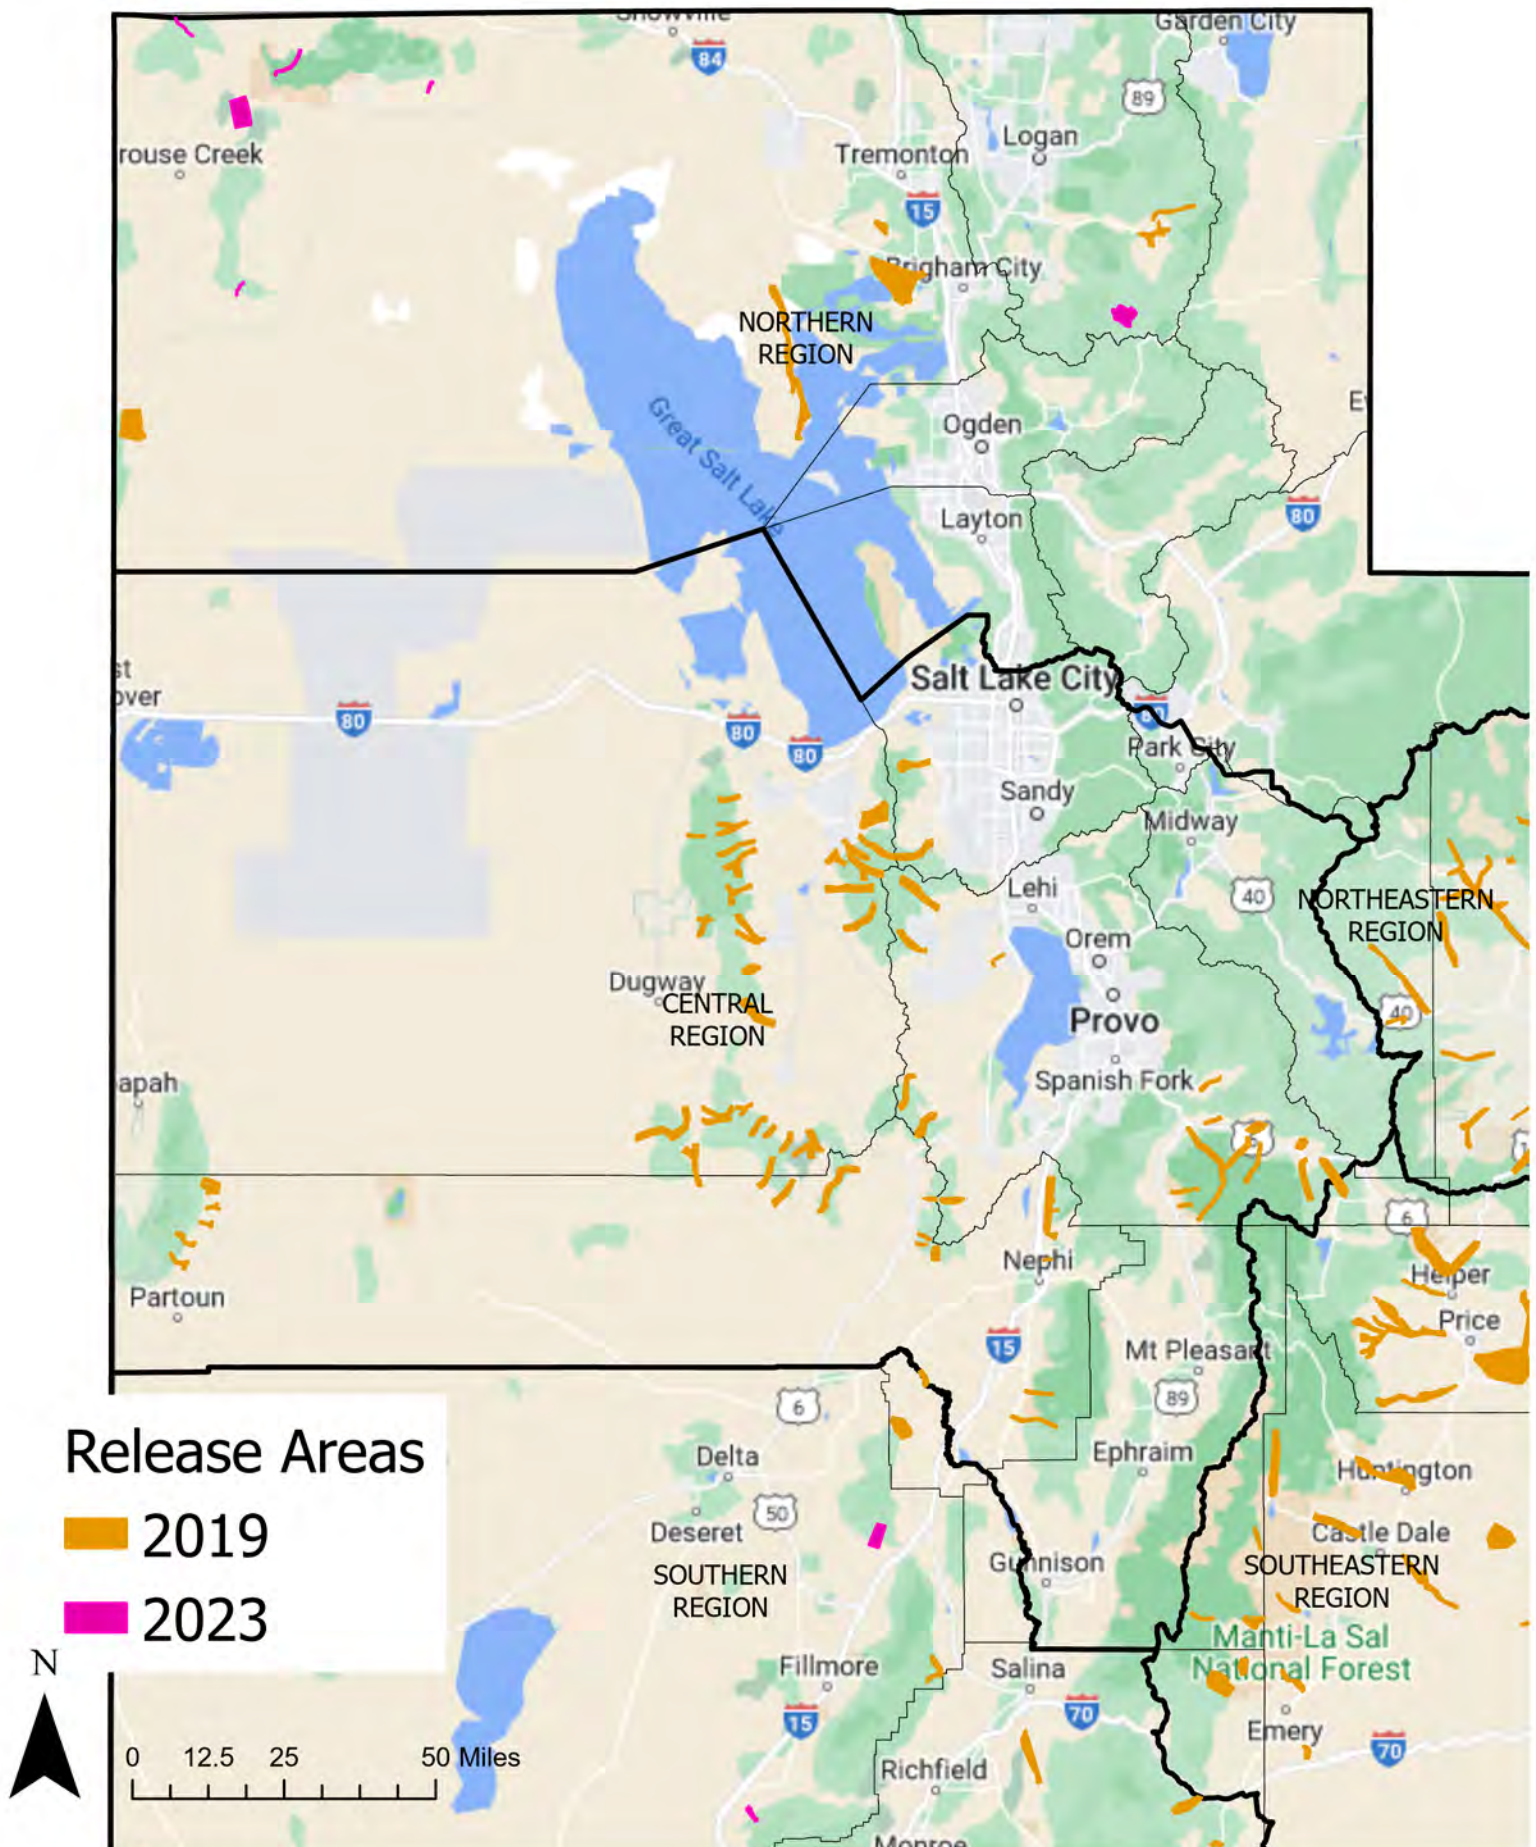 Garden City
84
89
rouse Creek
Tremonton
Logan
15
Brigham City
NORTHERN
REGION
Great Salt Lake
Ogden
Layton
80
st
over
80
80
80
Salt Lake City
80
Park City
Sandy
Midway
Lehi
40
NORTHEASTERN
REGION
Orem
Dugway
CENTRAL
REGION
Provo
40
apah
Spanish Fork
6
6
Partoun
Nephi
Helper
Price
15
Mt Pleasant
89
6
Release Areas
2019
2023
Delta
Ephraim
Huntington
50
Deseret
Castle Dale
SOUTHERN
REGION
Gunnison
SOUTHEASTERN
REGION
Manti-La Sal
National Forest
N
Fillmore
Salina
15
70
Emery
70
0 12.5 25 50 Miles
Richfield
Monroe